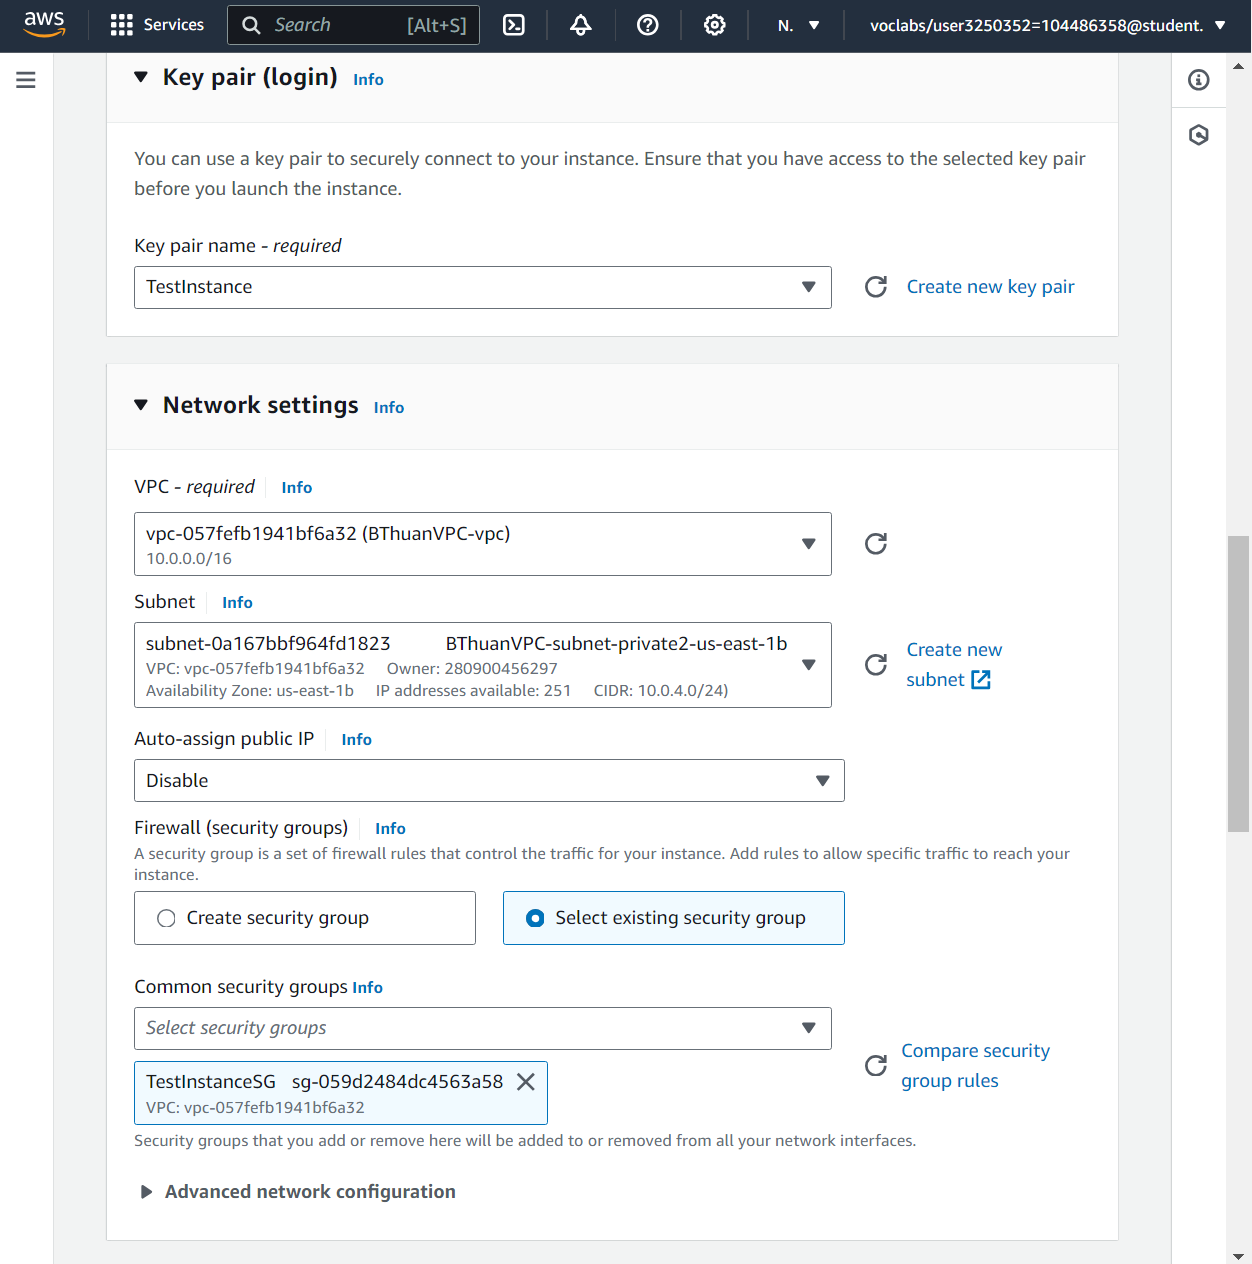 aws
Services
Search [Alt+S]
N.
voclabs/user3250352=104486358@student.
Key pair (login) Info
You can use a key pair to securely connect to your instance. Ensure that you have access to the selected key pair
before you launch the instance.
Key pair name - required
TestInstance
Create new key pair
Network settings Info
VPC - required Info
vpc-057fefb1941bf6a32 (BThuanVPC-vpc)
10.0.0.0/16
Subnet Info
subnet-0a167bbf964fd1823 BThuanVPC-subnet-private2-us-east-1b
VPC: vpc-057fefb1941bf6a32 Owner: 280900456297
Availability Zone: us-east-1b IP addresses available: 251 CIDR: 10.0.4.0/24)
Create new
subnet
Auto-assign public IP Info
Disable
Firewall (security groups) Info
A security group is a set of firewall rules that control the traffic for your instance. Add rules to allow specific traffic to reach your
instance.
Create security group
Select existing security group
Common security groups Info
Select security groups
TestInstanceSG sg-059d2484dc4563a58
VPC: vpc-057fefb1941bf6a32
Compare security
group rules
Security groups that you add or remove here will be added to or removed from all your network interfaces.
Advanced network configuration